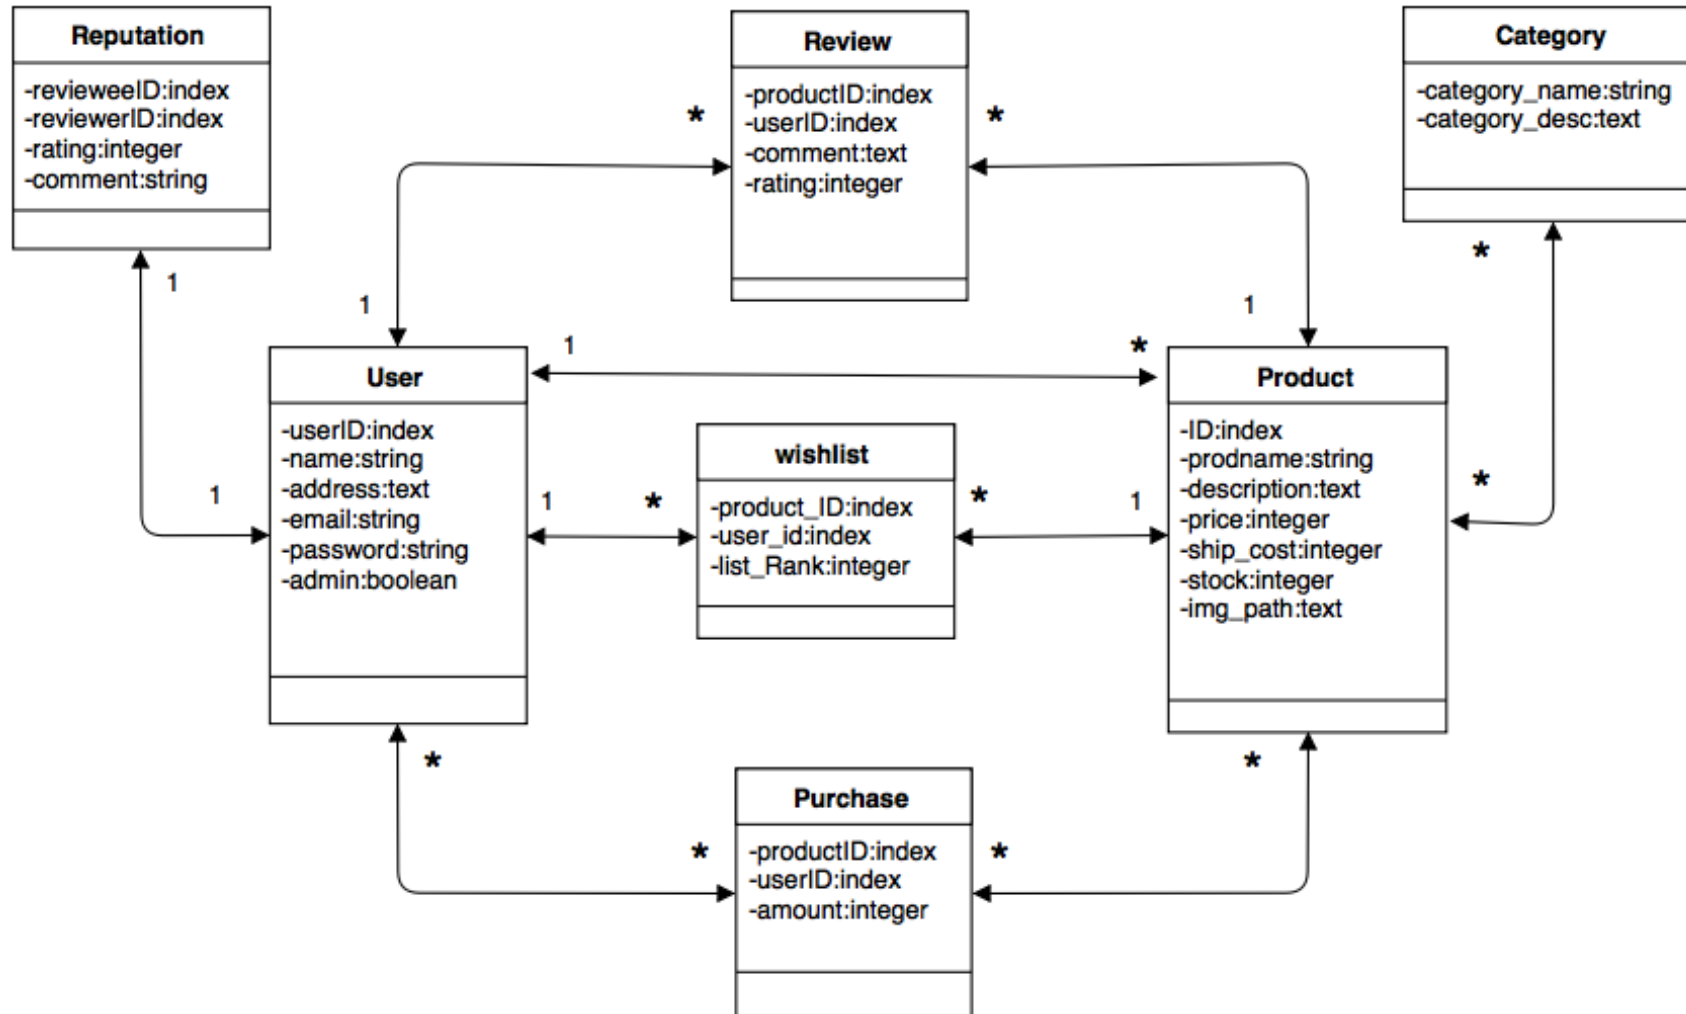 Reputation
-revieweeID:index
-reviewerID:index
-rating:integer
-comment:string
Review
-productID:index
-userID:index
-comment:text
-rating:integer
Category
-category_name:string
-category_desc:text
*
*
*
1
1
1
1
*
User
-userID:index
-name:string
-address:text
-email:string
-password:string
-admin:boolean
1
1
*
wishlist
-product_ID:index
-user_id:index
-list_Rank:integer
*
1
Product
-ID:index
-prodname:string
-description:text
-price:integer
-ship_cost:integer
-stock:integer
-img_path:text
*
*
*
*
Purchase
-productID:index
-userID:index
-amount:integer
*